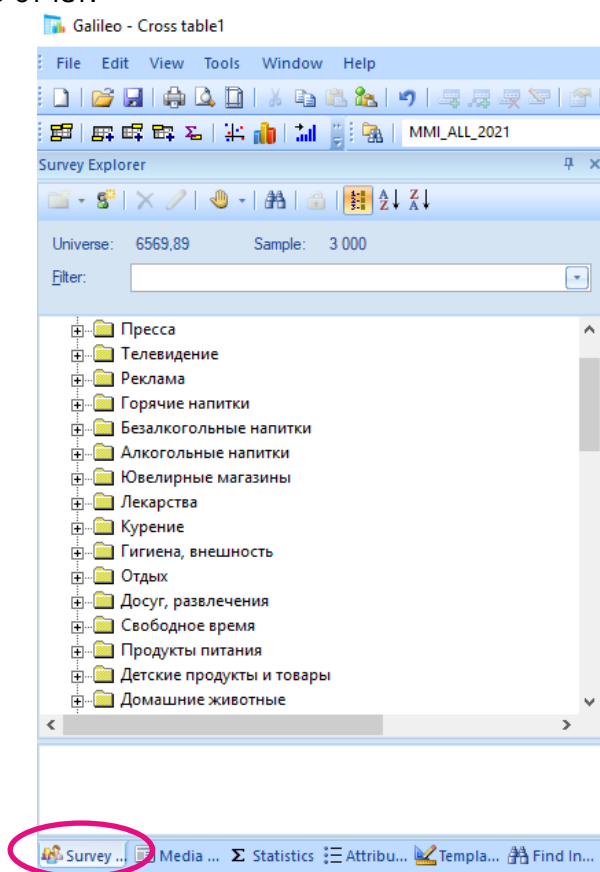 Galileo - Cross table1
File Edit View Tools Window Help
MMI_ALL_2021
Survey Explorer
Universe: 6569,89 Sample: 3 000
Filter:
Пресса
Телевидение
Реклама
Горячие напитки
Безалкогольные напитки
Алкогольные напитки
Ювелирные магазины
Лекарства
Курение
Гигиена, внешность
Отдых
Досуг, развлечения
Свободное время
Продукты питания
Детские продукты и товары
Домашние животные
Survey ... Media ... Σ Statistics Attribu... Templa... Find In...